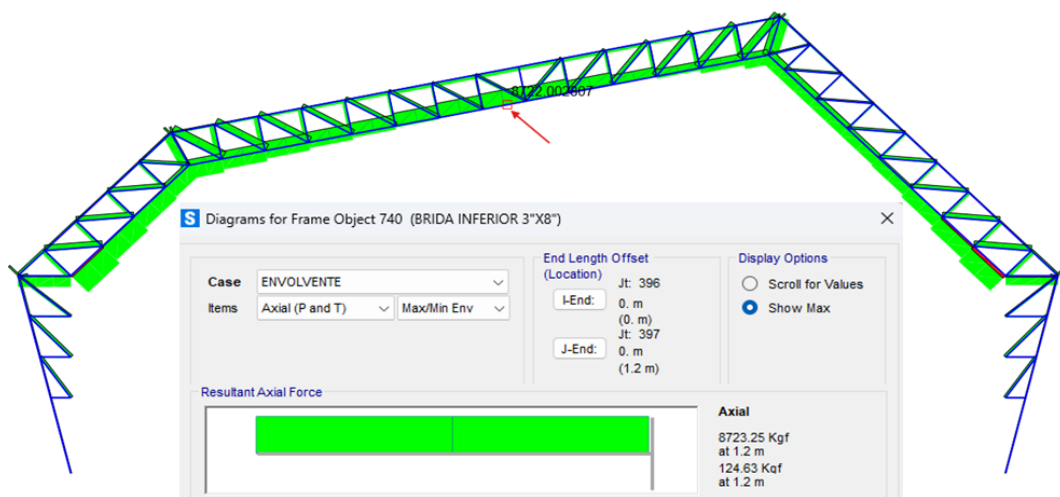 8722.002807
Diagrams for Frame Object 740 (BRIDA INFERIOR 3"X8")
Case ENVOLVENTE
Items Axial (P and T) Max/Min Env
End Length Offset
(Location)
I-End:
Jt: 396
0. m
(0. m)
J-End:
Jt: 397
0. m
(1.2 m)
Display Options
Scroll for Values
Show Max
Resultant Axial Force
Axial
8723.25 Kgf
at 1.2 m
124.63 Kgf
at 1.2 m